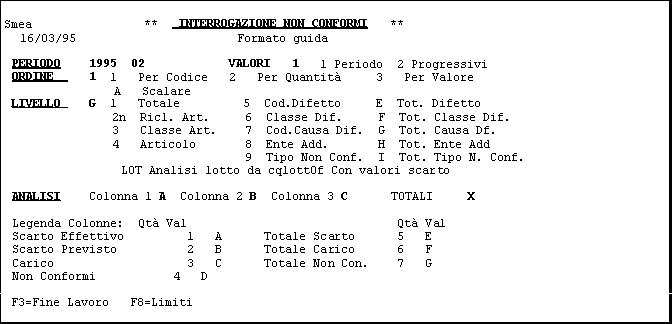 Smea ** INTERROGAZIONE NON CONFORMI **
16/03/95 Formato guida
PERIODO 1995 02 VALORI 1 1 Periodo 2 Progressivi
ORDINE 1 1 Per Codice 2 Per Quantità 3 Per Valore
A Scalare
LIVELLO G 1 Totale 5 Cod.Difetto E Tot. Difetto
2n Ricl. Art. 6 Classe Dif. F Tot. Classe Dif.
3 Classe Art. 7 Cod.Causa Dif. G Tot. Causa Df.
4 Articolo 8 Ente Add. H Tot. Ente Add
9 Tipo Non Conf. I Tot. Tipo N. Conf.
LOT Analisi lotto da cqlott0f Con valori scarto
ANALISI Colonna 1 A Colonna 2 B Colonna 3 C TOTALI X
Legenda Colonne: Qtà Val Qtà Val
Scarto Effettivo 1 A Totale Scarto 5 E
Scarto Previsto 2 B Totale Carico 6 F
Carico 3 C Totale Non Con. 7 G
Non Conformi 4 D
F3=Fine Lavoro F8=Limiti